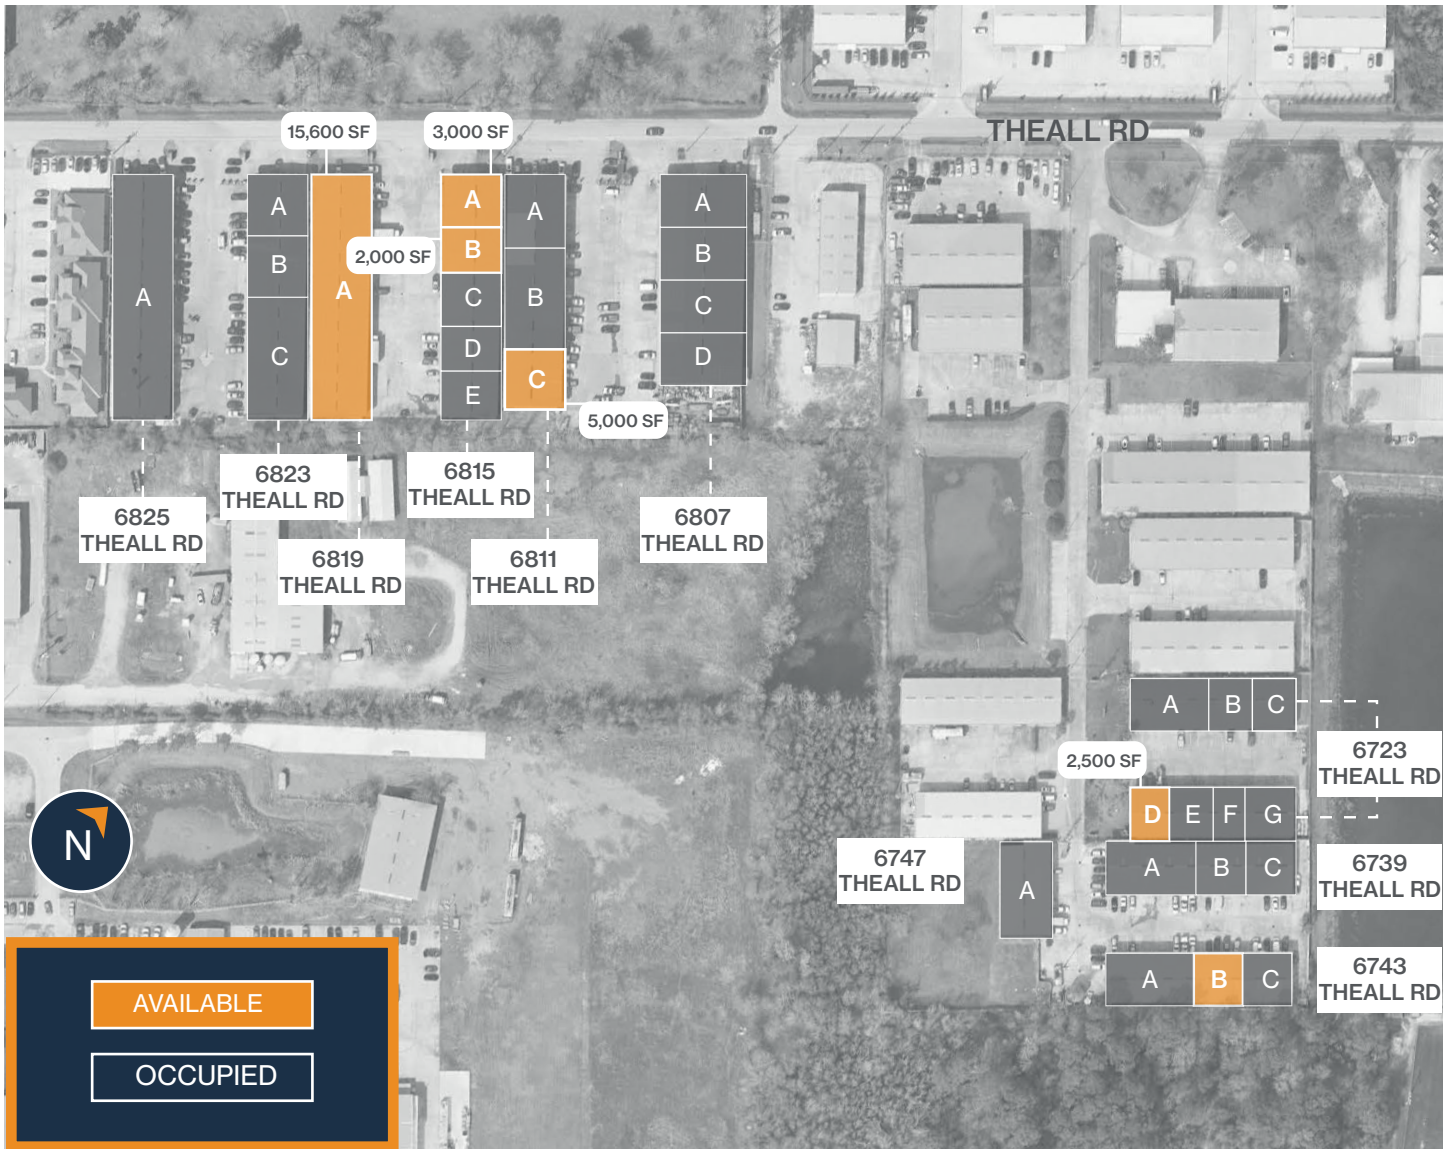 THEALL RD
15,600 SF
3,000 SF
A
A
B
C
A
2,000 SF
A
B
C
D
E
A
B
C
5,000 SF
A
B
C
D
6825
THEALL RD
6823
THEALL RD
6819
THEALL RD
6815
THEALL RD
6811
THEALL RD
6807
THEALL RD
A
B
C
6723
THEALL RD
2,500 SF
D
E
F
G
6747
THEALL RD
A
A
B
C
6739
THEALL RD
A
B
C
6743
THEALL RD
N
AVAILABLE
OCCUPIED